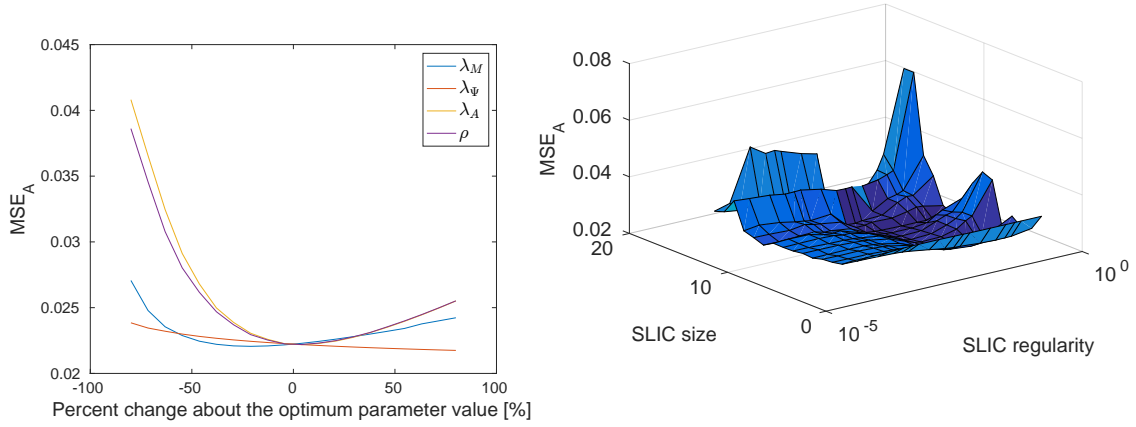 0.045
0.04
0.035
0.03
0.025
0.02
MSE_A
-100
-50
0
50
100
Percent change about the optimum parameter value [%]
λ_M
λ_Ψ
λ_A
ρ
0.08
0.06
0.04
0.02
MSE_A
20
10
0
SLIC size
10^-5
10^0
SLIC regularity